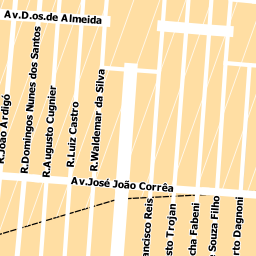 Av.D.os.de Almeida
R.João Ardigó
R.Domingos Nunes dos Santos
R.Augusto Cugnier
R.Luiz Castro
R.Waldemar da Silva
Av.José João Corrêa
ancisco Reis
sto Trojan
cha Fabeni
e Souza Filho
rto Dagnoni